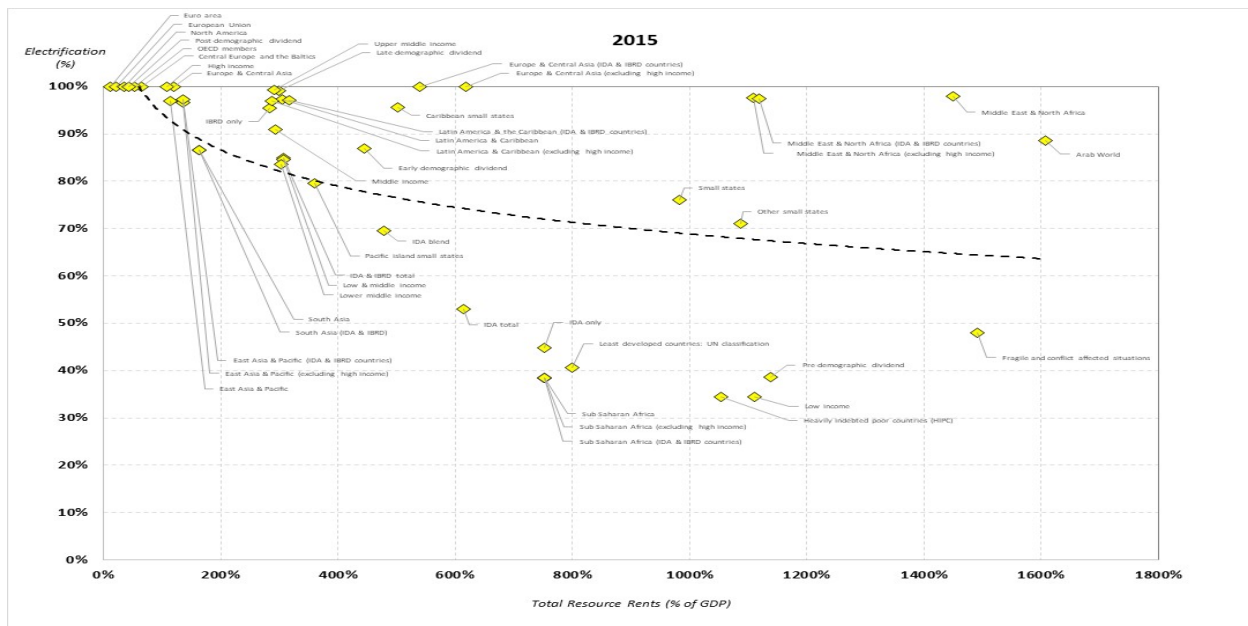 2015
Electrification
(%)
Euro area
European Union
North America
Post-demographic dividend
OECD members
Central Europe and the Baltics
High income
Europe & Central Asia
Upper middle income
Late-demographic dividend
Europe & Central Asia (IDA & IBRD countries)
Europe & Central Asia (excluding high income)
100%
90%
80%
70%
60%
50%
40%
30%
20%
10%
0%
IBRD only
Caribbean small states
Latin America & the Caribbean (IDA & IBRD countries)
Latin America & Caribbean
Latin America & Caribbean (excluding high income)
Early-demographic dividend
Middle income
Middle East & North Africa
Middle East & North Africa (IDA & IBRD countries)
Middle East & North Africa (excluding high income)
Arab World
Small states
Other small states
IDA blend
Pacific island small states
IDA & IBRD total
Low & middle income
Lower middle income
South Asia
South Asia (IDA & IBRD)
IDA total
IDA only
Least developed countries: UN classification
Fragile and conflict affected situations
East Asia & Pacific (IDA & IBRD countries)
East Asia & Pacific (excluding high income)
East Asia & Pacific
Pre-demographic dividend
Low income
Heavily indebted poor countries (HIPC)
Sub Saharan Africa
Sub Saharan Africa (excluding high income)
Sub Saharan Africa (IDA & IBRD countries)
0% 200% 400% 600% 800% 1000% 1200% 1400% 1600% 1800%
Total Resource Rents (% of GDP)